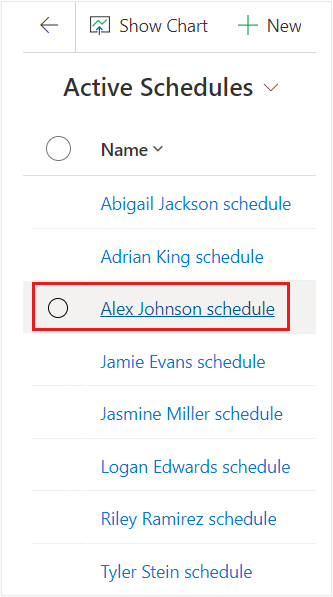 Show Chart New
Active Schedules
Name
Abigail Jackson schedule
Adrian King schedule
Alex Johnson schedule
Jamie Evans schedule
Jasmine Miller schedule
Logan Edwards schedule
Riley Ramirez schedule
Tyler Stein schedule